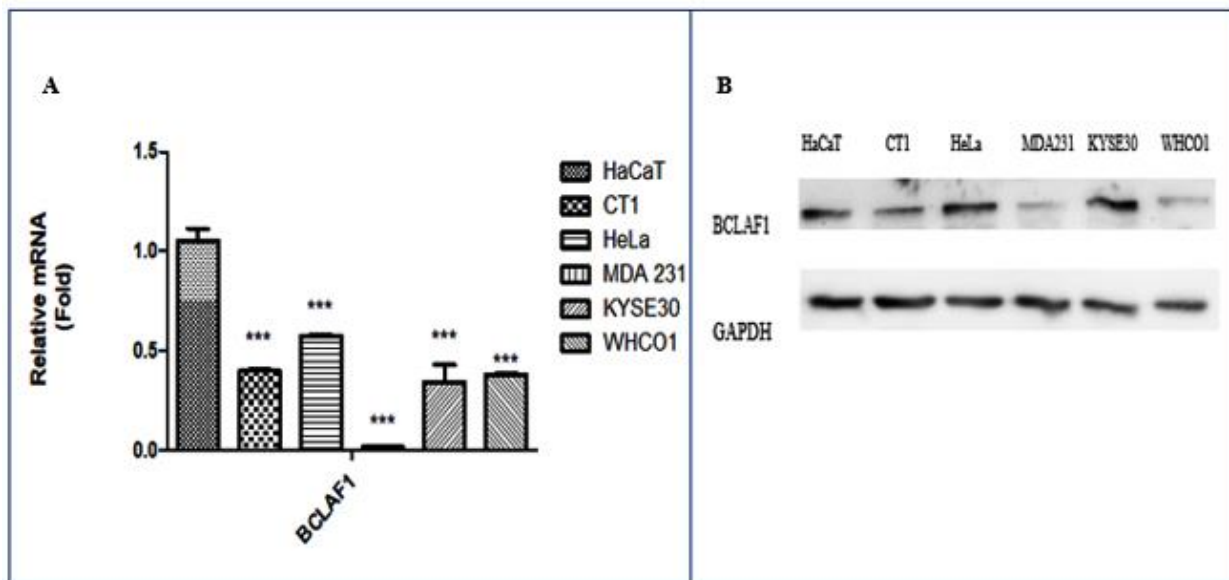 A
1.5
1.0
0.5
0.0
Relative mRNA
(Fold)
***
***
***
***
***
BCLAF1
HaCaT
CT1
HeLa
MDA 231
KYSE30
WHCO1
B
HaCaT CT1 HeLa MDA231 KYSE30 WHCO1
BCLAF1
GAPDH